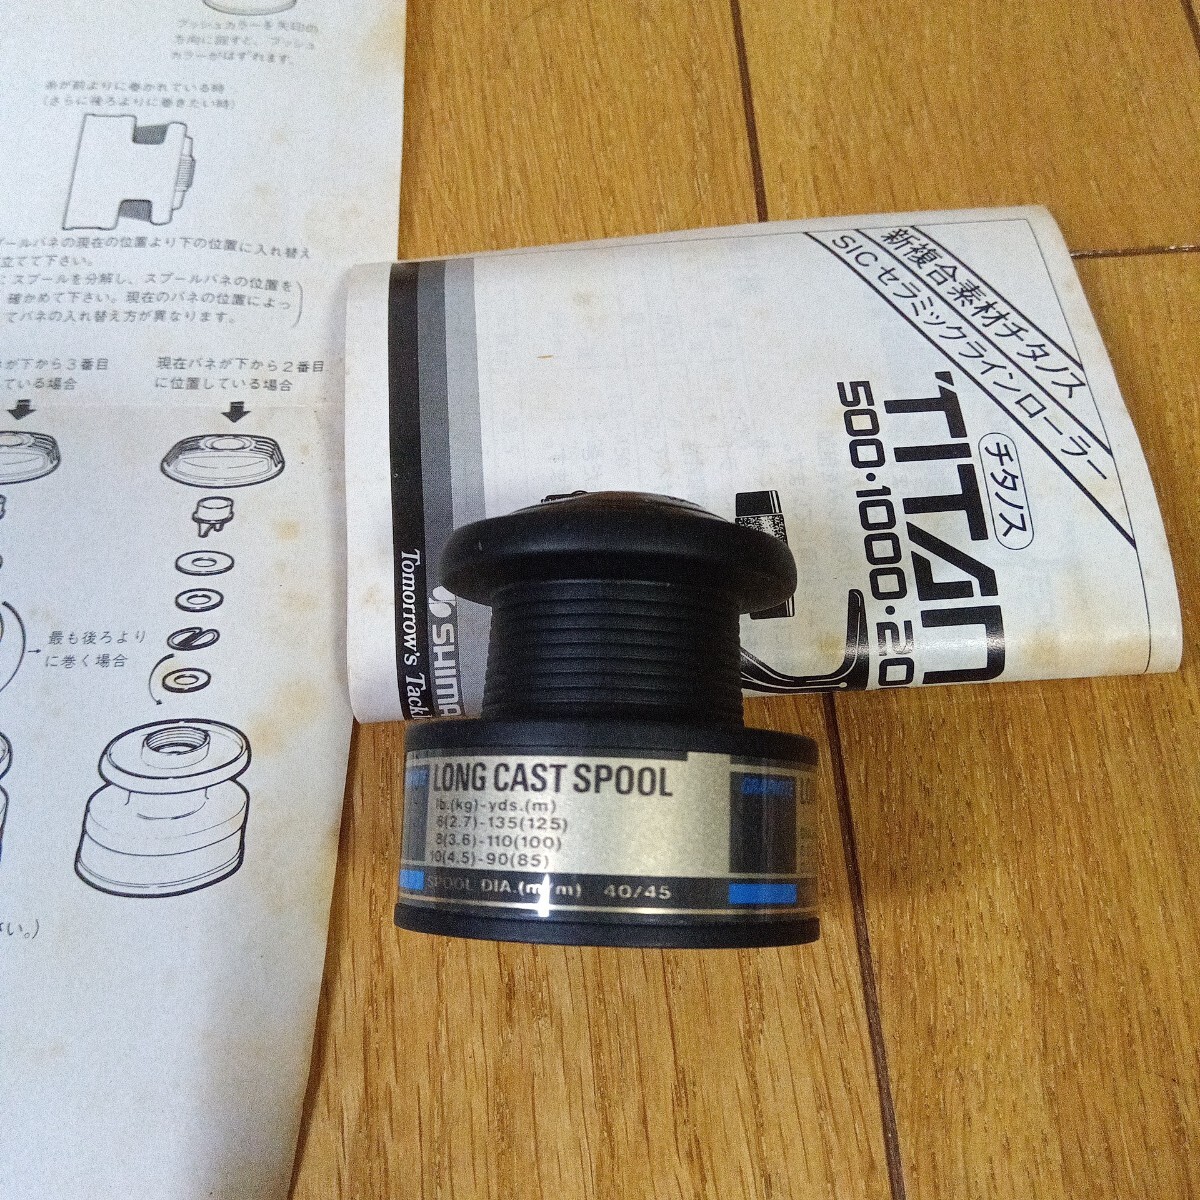 プッシュカラーを矢印の
方向に回すと、プッシュ
カラーがはずれます。
糸が前よりに巻かれている時
(さらに後ろよりに巻きたい時)
プールバネの現在の位置より下の位置に入れ替え
立てて下さい。
スプールを分解し、スプールバネの位置を
確かめて下さい。現在のバネの位置によっ
てバネの入れ替え方が異なります。
が下から3番目
している場合
現在バネが下から2番目
に位置している場合
最も後ろより
に巻く場合
さい。)
新複合素材チタノス
SICセラミックラインローラー
TITAN
チタノス
500·1000·20
SHIMA
Tomorrow's Tack
LONG CAST SPOOL
lb.(kg)-yds.(m)
6(2.7)-135(125)
8(3.6)-110(100)
10(4.5)-90(85)
SPOOL DIA.(m/m) 40/45
GRAPHITE